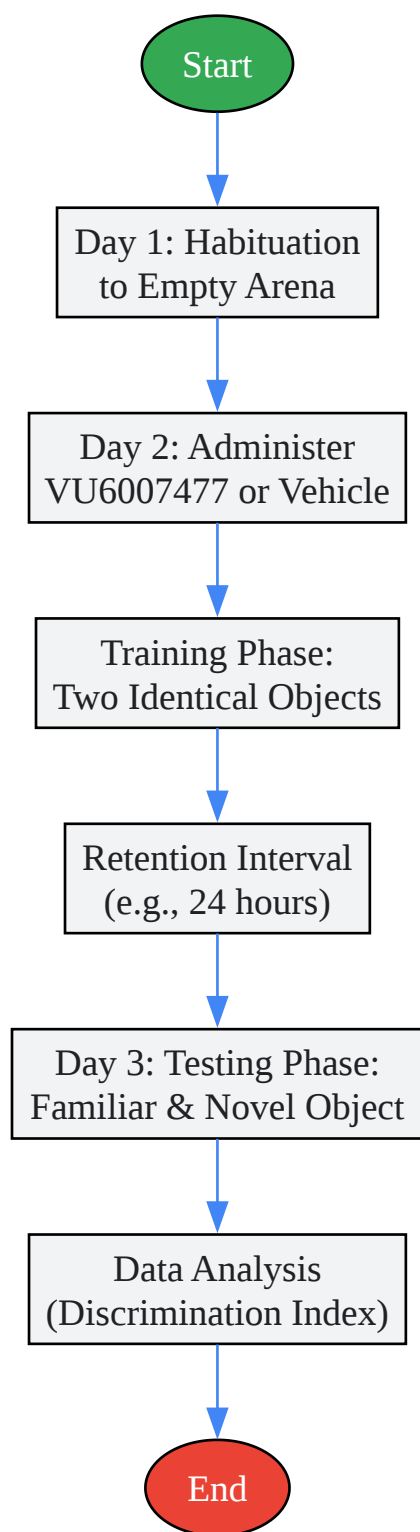 Start
Day 1: Habituation
to Empty Arena
Day 2: Administer
VU6007477 or Vehicle
Training Phase:
Two Identical Objects
Retention Interval
(e.g., 24 hours)
Day 3: Testing Phase:
Familiar & Novel Object
Data Analysis
(Discrimination Index)
End